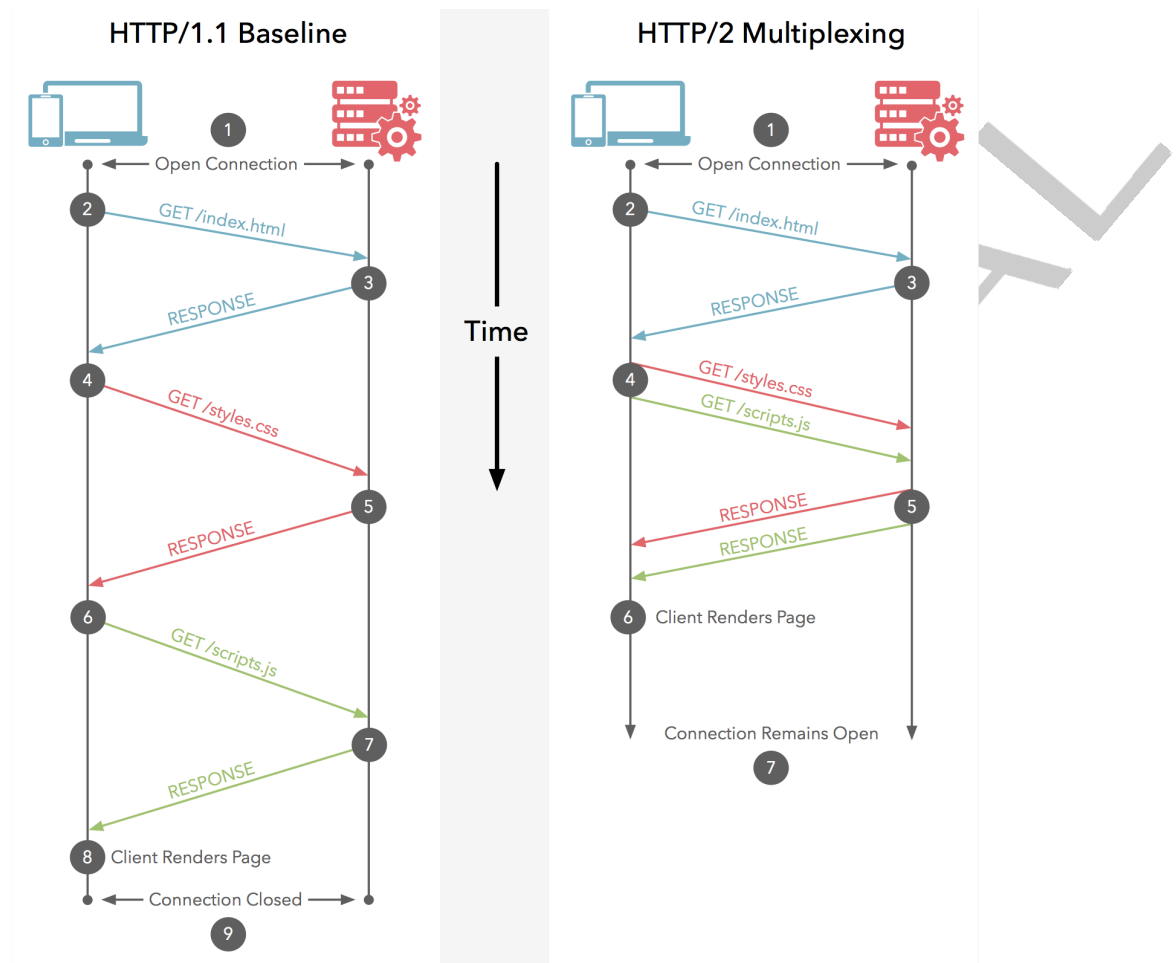 HTTP/1.1 Baseline
1
Open Connection
2
GET /index.html
3
RESPONSE
4
GET /styles.css
5
RESPONSE
6
GET /scripts.js
7
RESPONSE
8 Client Renders Page
Connection Closed
9
Time
HTTP/2 Multiplexing
1
Open Connection
2
GET /index.html
3
RESPONSE
GET /styles.css
4
GET /scripts.js
RESPONSE
5
RESPONSE
6 Client Renders Page
Connection Remains Open
7